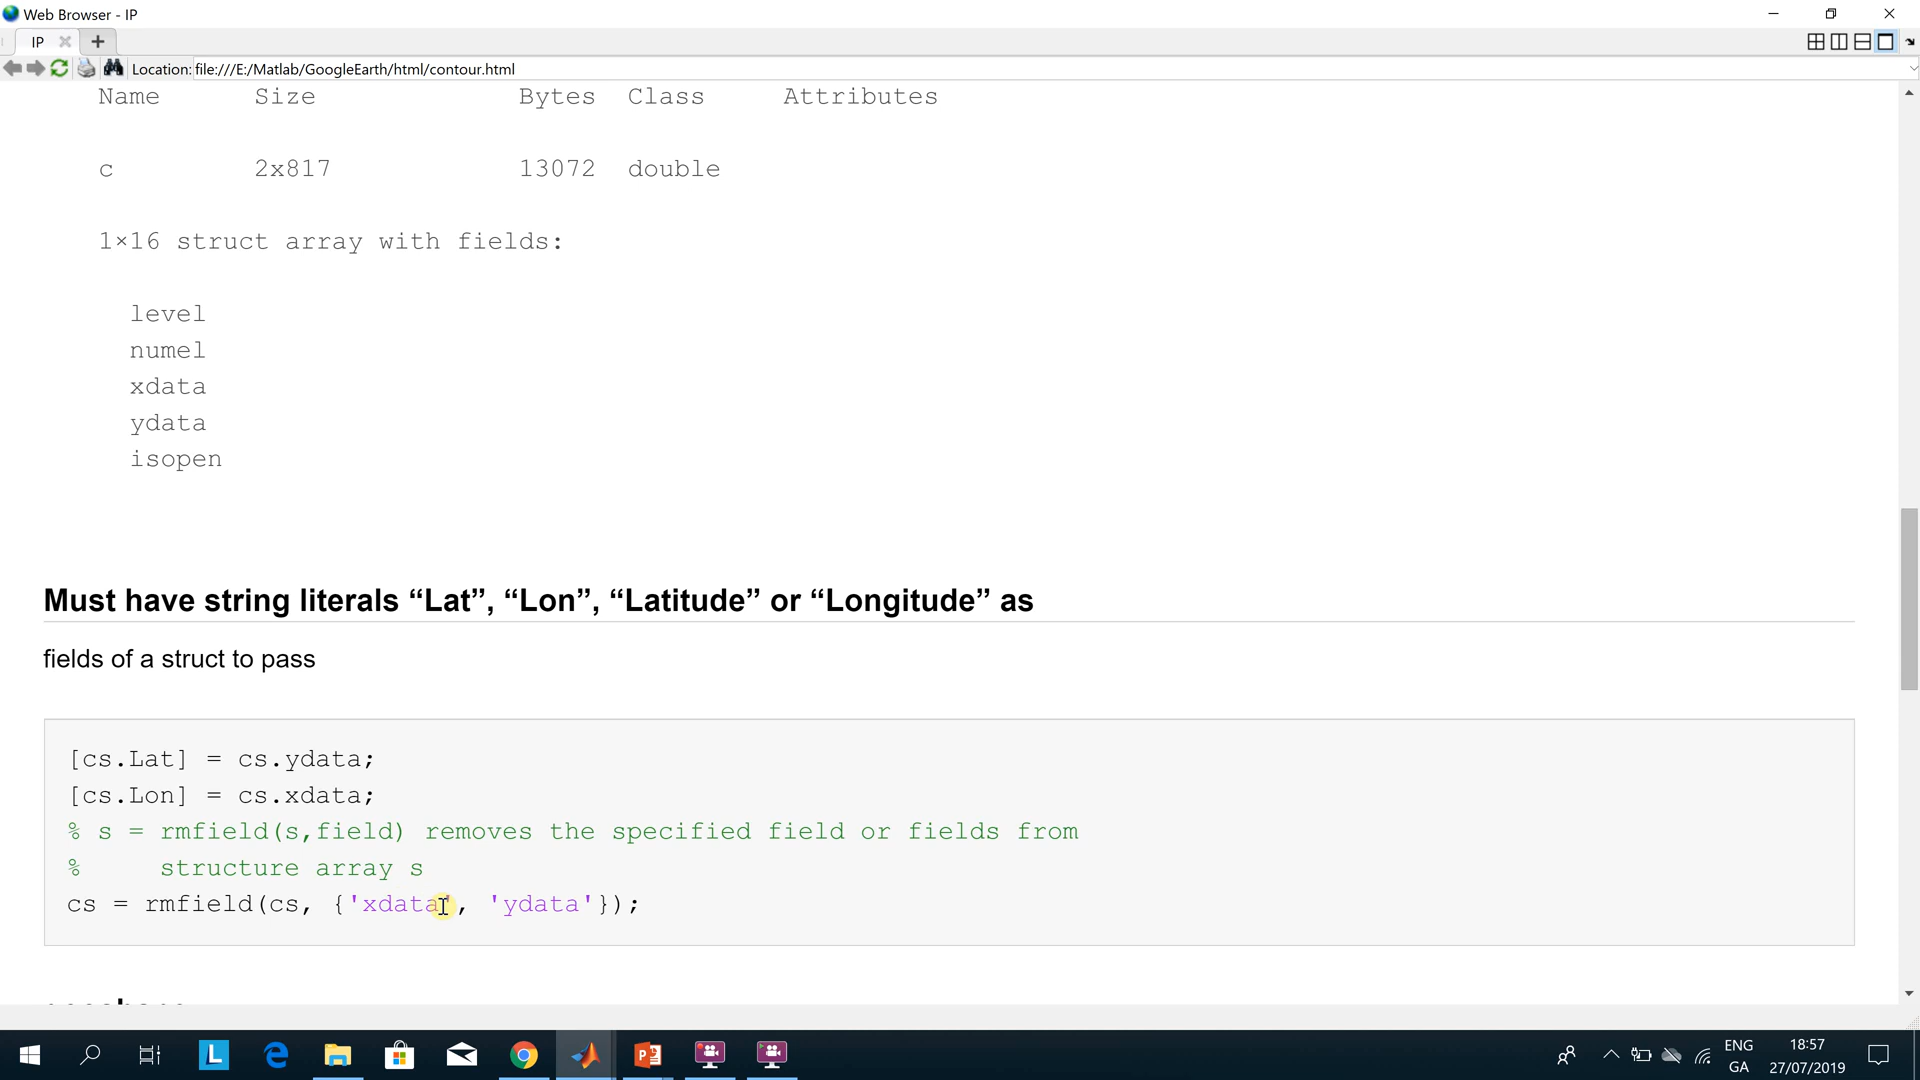 Web Browser - IP
IP
Location: file:///E:/Matlab/GoogleEarth/html/contour.html
Name Size Bytes Class Attributes
c 2x817 13072 double
1×16 struct array with fields:
level
numel
xdata
ydata
isopen
Must have string literals “Lat”, “Lon”, “Latitude” or “Longitude” as
fields of a struct to pass
[cs.Lat] = cs.ydata;
[cs.Lon] = cs.xdata;
% s = rmfield(s,field) removes the specified field or fields from
% structure array s
cs = rmfield(cs, {'xdata', 'ydata'});
L
ENG
GA
18:57
27/07/2019